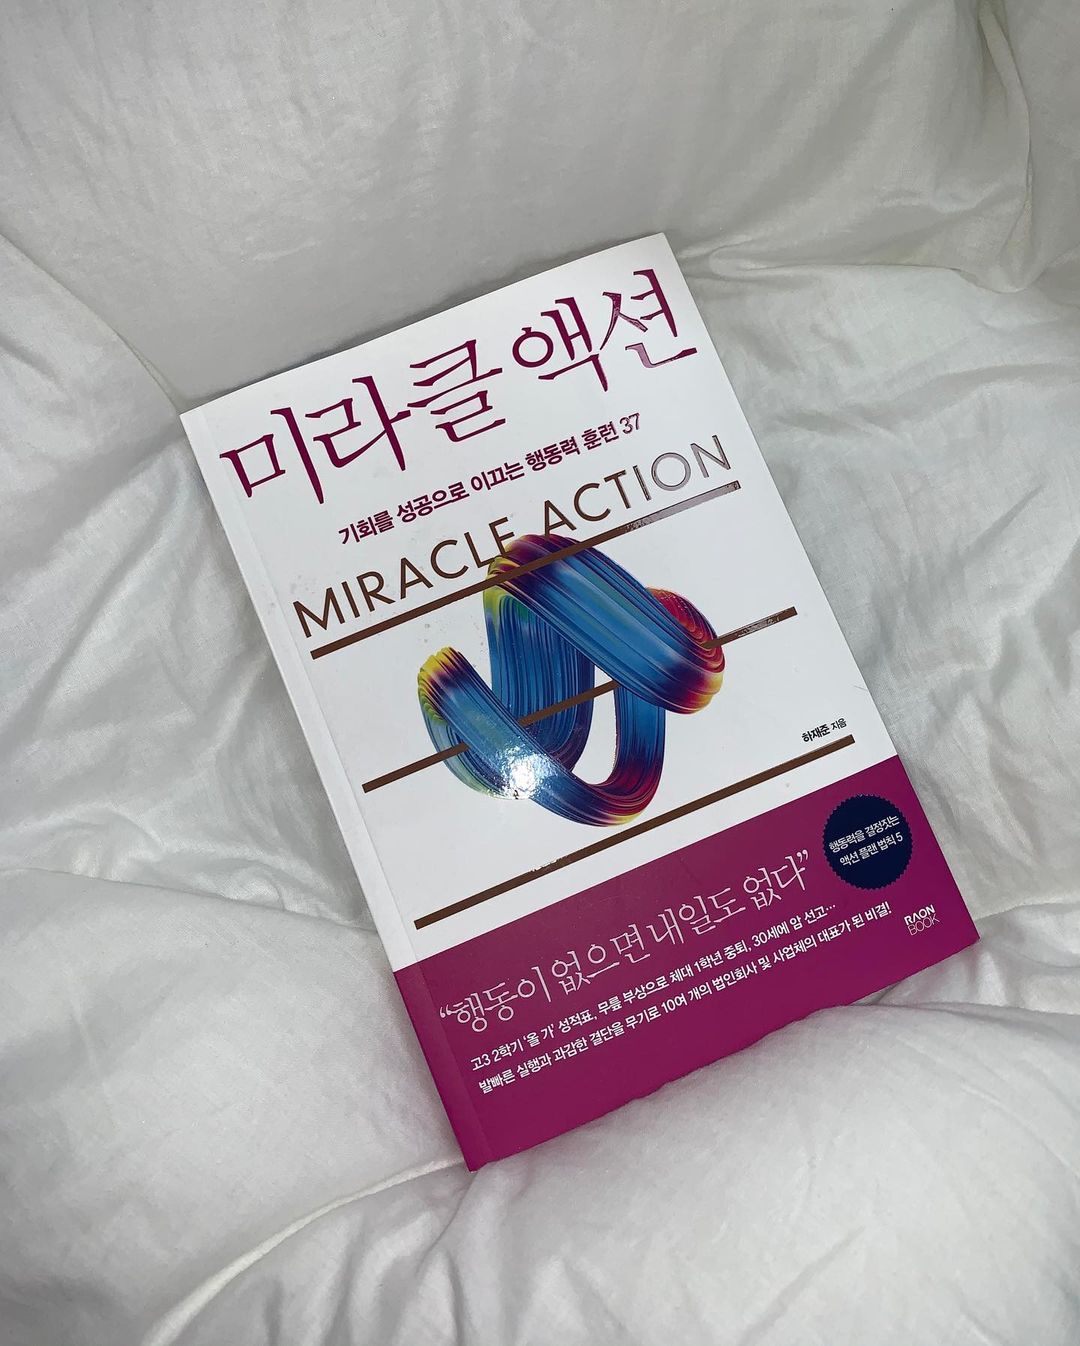 미라클 액션
기회를 성공으로 이끄는 행동력 훈련 37
MIRACLE ACTION
하재준 지음
행동력을 결정짓는
액션 플랜 법칙 5
“행동이 없으면 내일도 없다”
고3 2학기 ‘올 가’ 성적표, 무릎 부상으로 체대 1학년 중퇴, 30세에 암 선고…
발빠른 실행과 과감한 결단을 무기로 10여 개의 법인회사 및 사업체의 대표가 된 비결!
RAON
BOOK